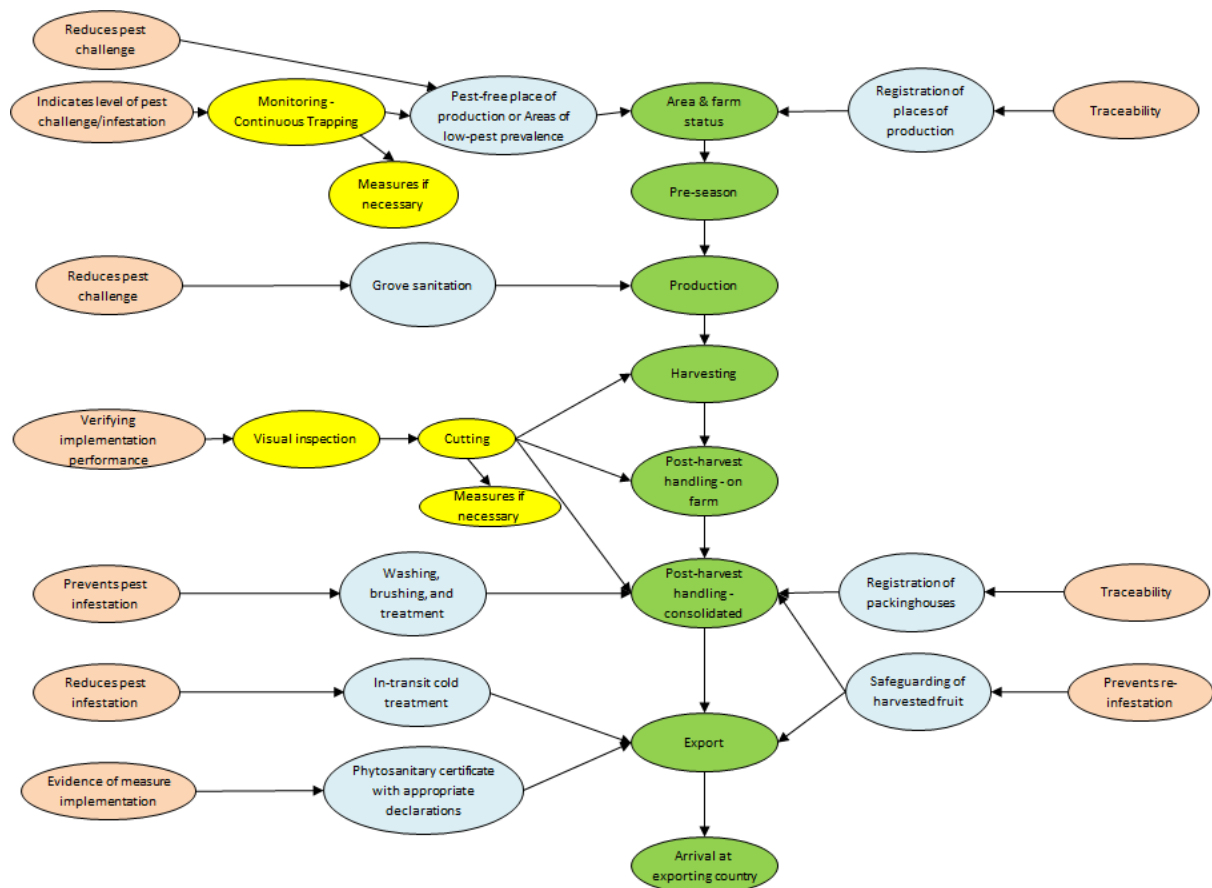 Reduces pest
challenge
Indicates level of pest
challenge/infestation
Monitoring -
Continuous Trapping
Pest-free place of
production or Areas of
low-pest prevalence
Area & farm
status
Registration of
places of
production
Traceability
Measures if
necessary
Pre-season
Reduces pest
challenge
Grove sanitation
Production
Harvesting
Verifying
implementation
performance
Visual inspection
Cutting
Measures if
necessary
Post-harvest
handling - on
farm
Prevents pest
infestation
Washing,
brushing, and
treatment
Post-harvest
handling -
consolidated
Registration of
packinghouses
Traceability
Reduces pest
infestation
In-transit cold
treatment
Safeguarding of
harvested fruit
Prevents re-
infestation
Export
Evidence of measure
implementation
Phytosanitary certificate
with appropriate
declarations
Arrival at
exporting country